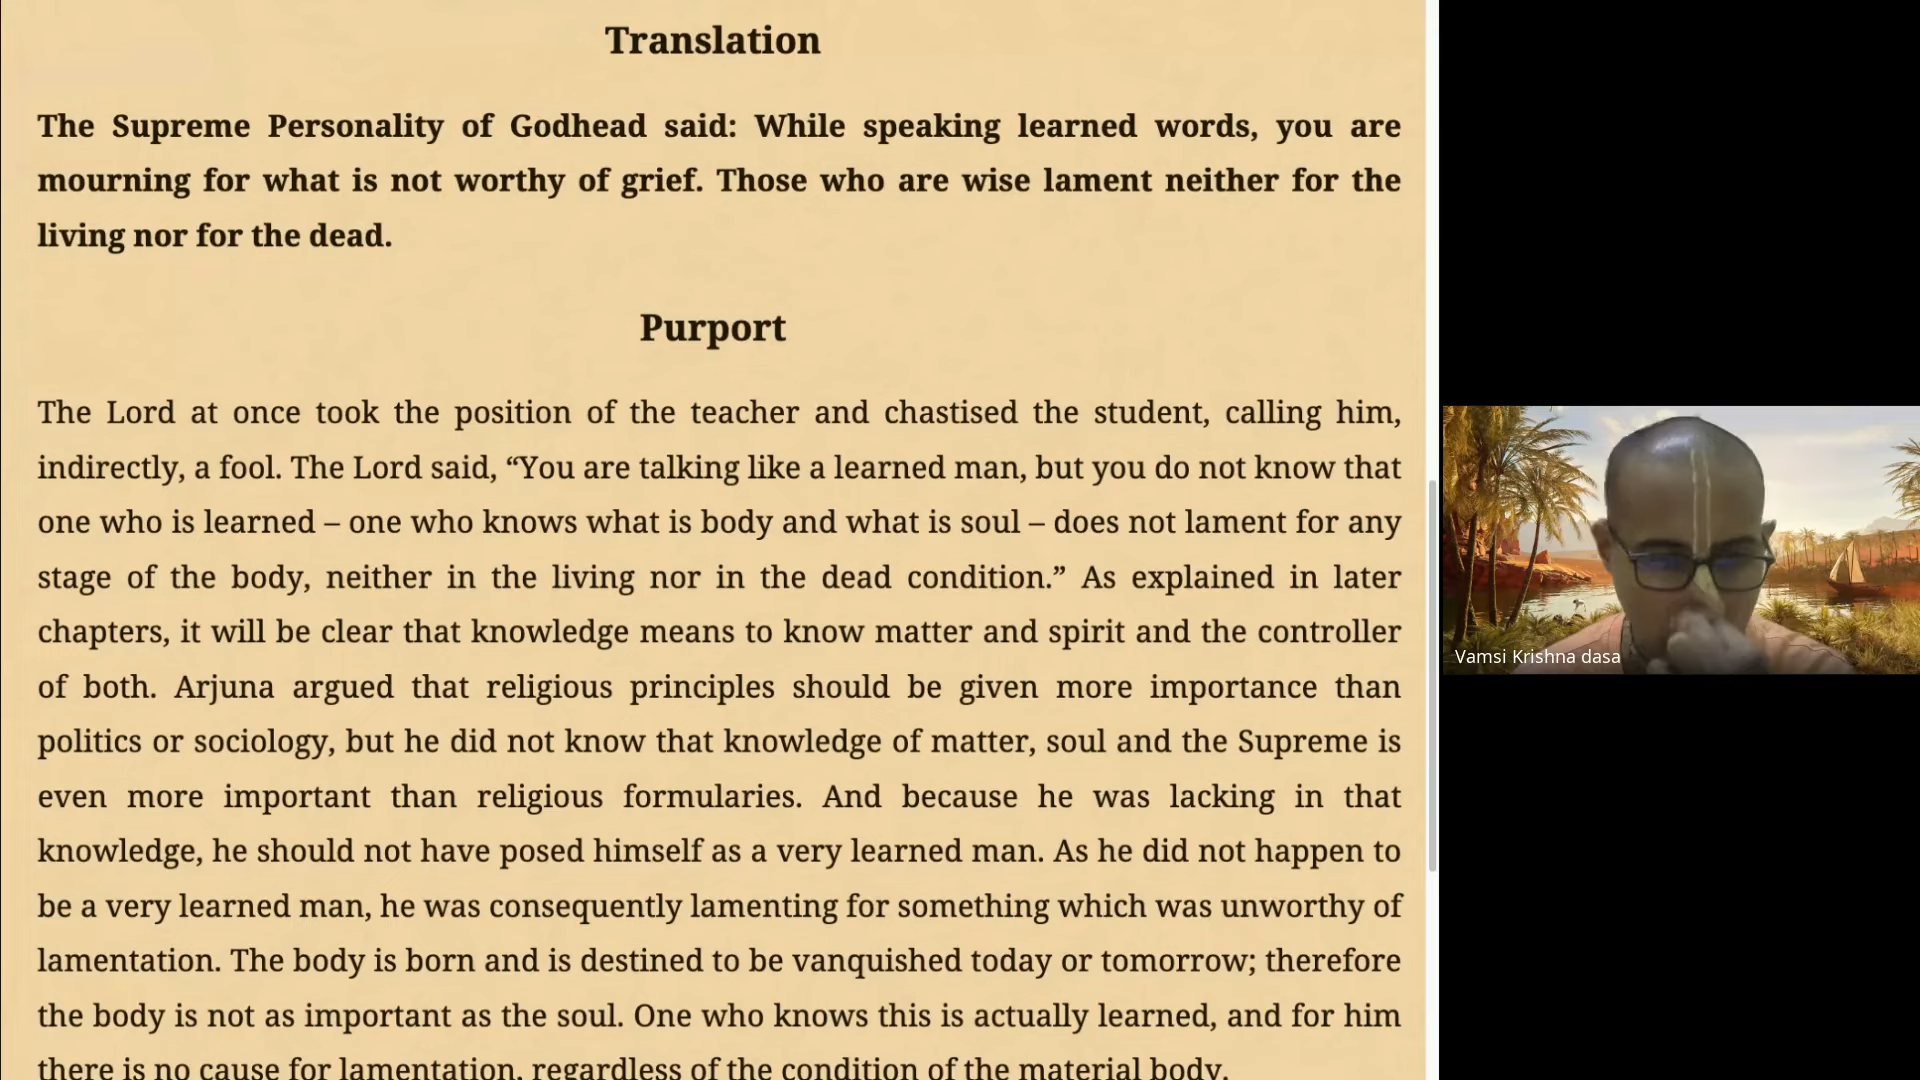 Translation
The Supreme Personality of Godhead said: While speaking learned words, you are
mourning for what is not worthy of grief. Those who are wise lament neither for the
living nor for the dead.
Purport
The Lord at once took the position of the teacher and chastised the student, calling him,
indirectly, a fool. The Lord said, “You are talking like a learned man, but you do not know that
one who is learned – one who knows what is body and what is soul – does not lament for any
stage of the body, neither in the living nor in the dead condition.” As explained in later
chapters, it will be clear that knowledge means to know matter and spirit and the controller
of both. Arjuna argued that religious principles should be given more importance than
politics or sociology, but he did not know that knowledge of matter, soul and the Supreme is
even more important than religious formularies. And because he was lacking in that
knowledge, he should not have posed himself as a very learned man. As he did not happen to
be a very learned man, he was consequently lamenting for something which was unworthy of
lamentation. The body is born and is destined to be vanquished today or tomorrow; therefore
the body is not as important as the soul. One who knows this is actually learned, and for him
there is no cause for lamentation, regardless of the condition of the material body.
Vamsi Krishna dasa